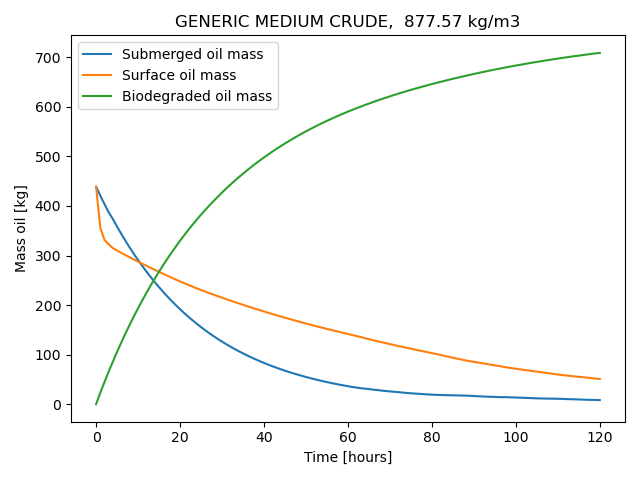 GENERIC MEDIUM CRUDE,  877.57 kg/m3
Submerged oil mass
Surface oil mass
Biodegraded oil mass
Mass oil [kg]
700
600
500
400
300
200
100
0
0 20 40 60 80 100 120
Time [hours]